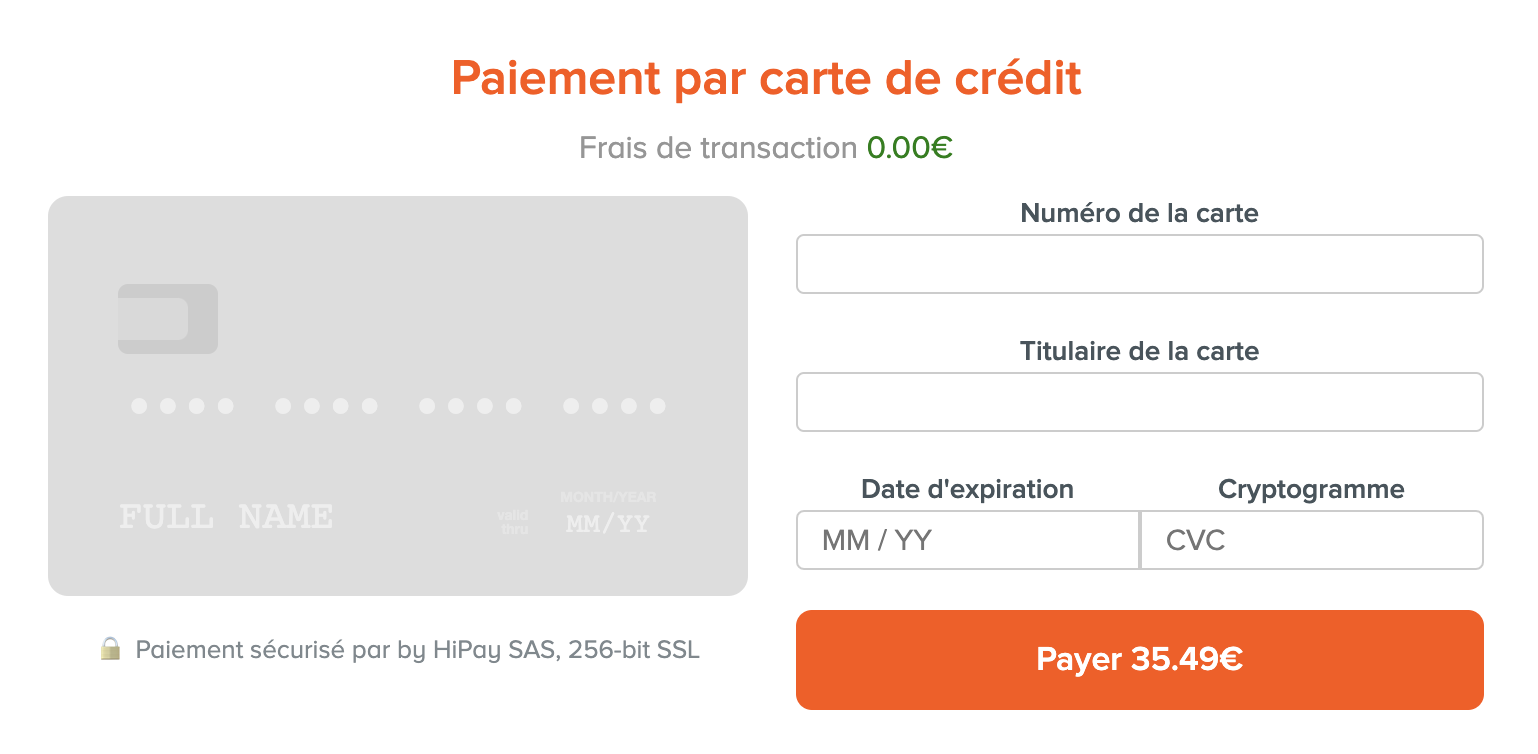 Paiement par carte de crédit
Frais de transaction 0.00€
FULL NAME
valid
thru
MONTH/YEAR
MM/YY
Paiement sécurisé par by HiPay SAS, 256-bit SSL
Numéro de la carte
Titulaire de la carte
Date d'expiration
Cryptogramme
MM / YY
CVC
Payer 35.49€